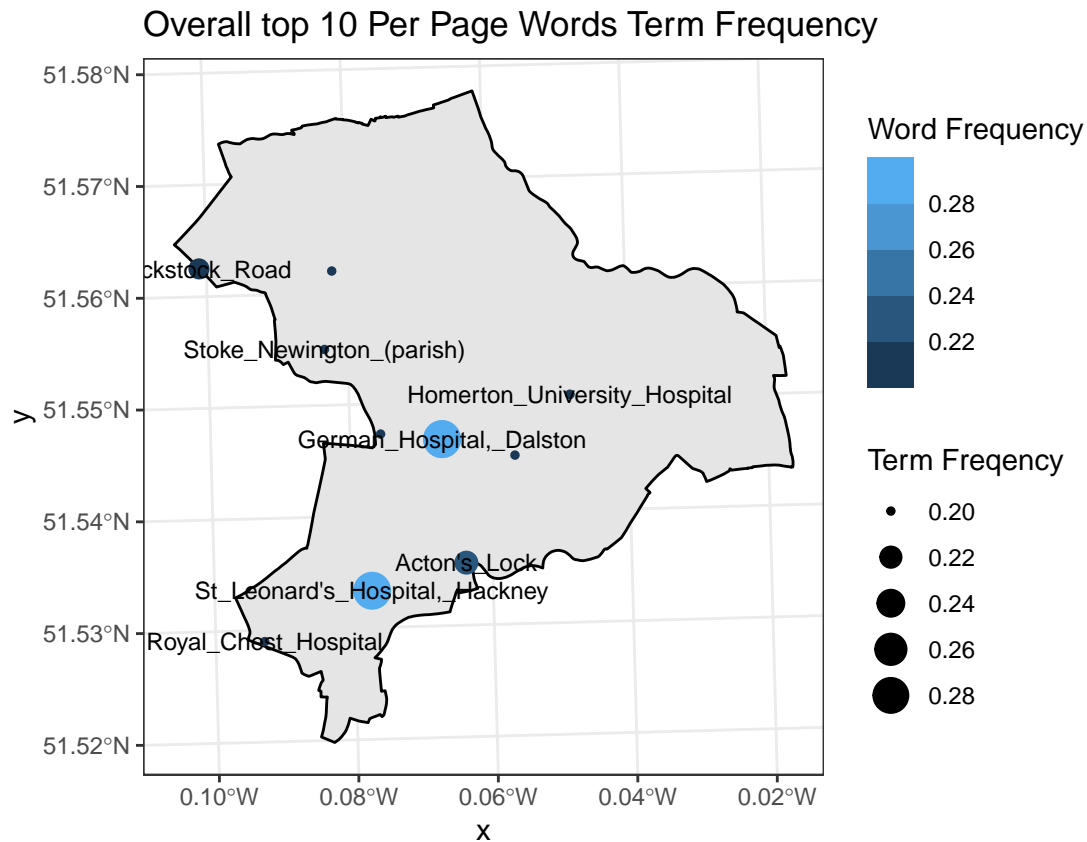 Overall top 10 Per Page Words Term Frequency
51.58°N
51.57°N
51.56°N
51.55°N
51.54°N
51.53°N
51.52°N
y
ckstock_Road
Stoke_Newington_(parish)
Homerton_University_Hospital
German_Hospital,_Dalston
Acton's_Lock
St_Leonard's_Hospital,_Hackney
Royal_Chest_Hospital
0.10°W
0.08°W
0.06°W
0.04°W
0.02°W
x
Word Frequency
0.28
0.26
0.24
0.22
Term Freqency
0.20
0.22
0.24
0.26
0.28